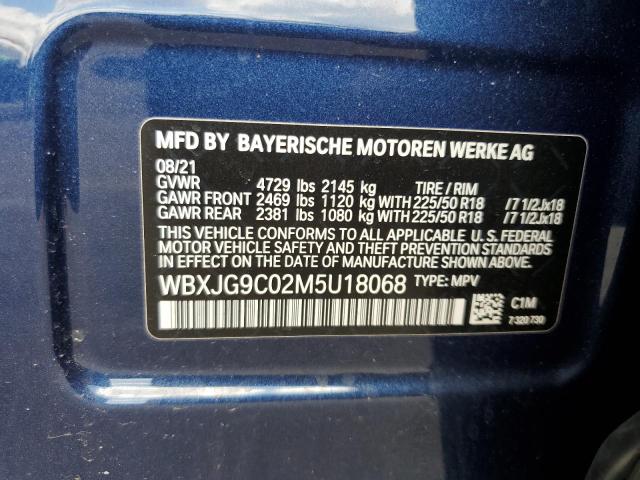 MFD BY BAYERISCHE MOTOREN WERKE AG
08/21
GVWR 4729 lbs 2145 kg TIRE / RIM
GAWR FRONT 2469 lbs 1120 kg WITH 225/50 R18 /7 1/2Jx18
GAWR REAR 2381 lbs 1080 kg WITH 225/50 R18 /7 1/2Jx18
THIS VEHICLE CONFORMS TO ALL APPLICABLE U.S. FEDERAL
MOTOR VEHICLE SAFETY AND THEFT PREVENTION STANDARDS
IN EFFECT ON THE DATE OF MANUFACTURE SHOWN ABOVE.
WBXJG9C02M5U18068 TYPE: MPV
C1M
7 320 730